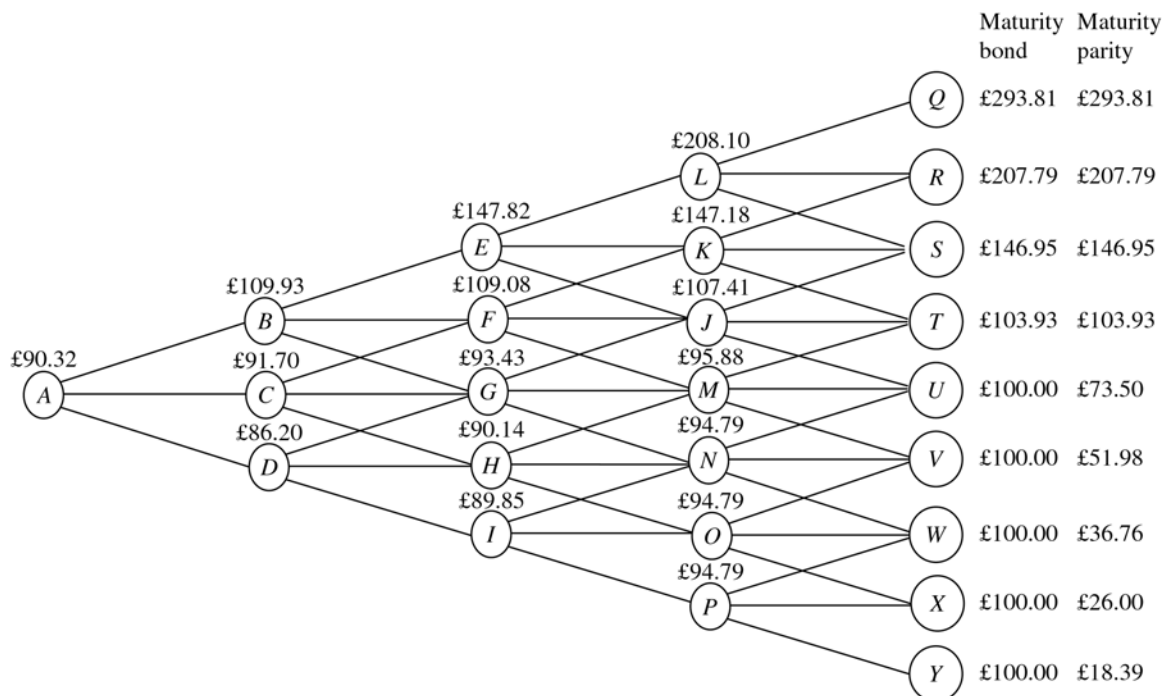 Maturity Maturity
bond parity
Q £293.81 £293.81
£208.10
L R £207.79 £207.79
£147.82 £147.18
E K S £146.95 £146.95
£109.93 £109.08 £107.41
B F J T £103.93 £103.93
£90.32 £91.70 £93.43 £95.88
A C G M U £100.00 £73.50
£86.20 £90.14 £94.79
D H N V £100.00 £51.98
£89.85 £94.79
I O W £100.00 £36.76
£94.79
P X £100.00 £26.00
Y £100.00 £18.39